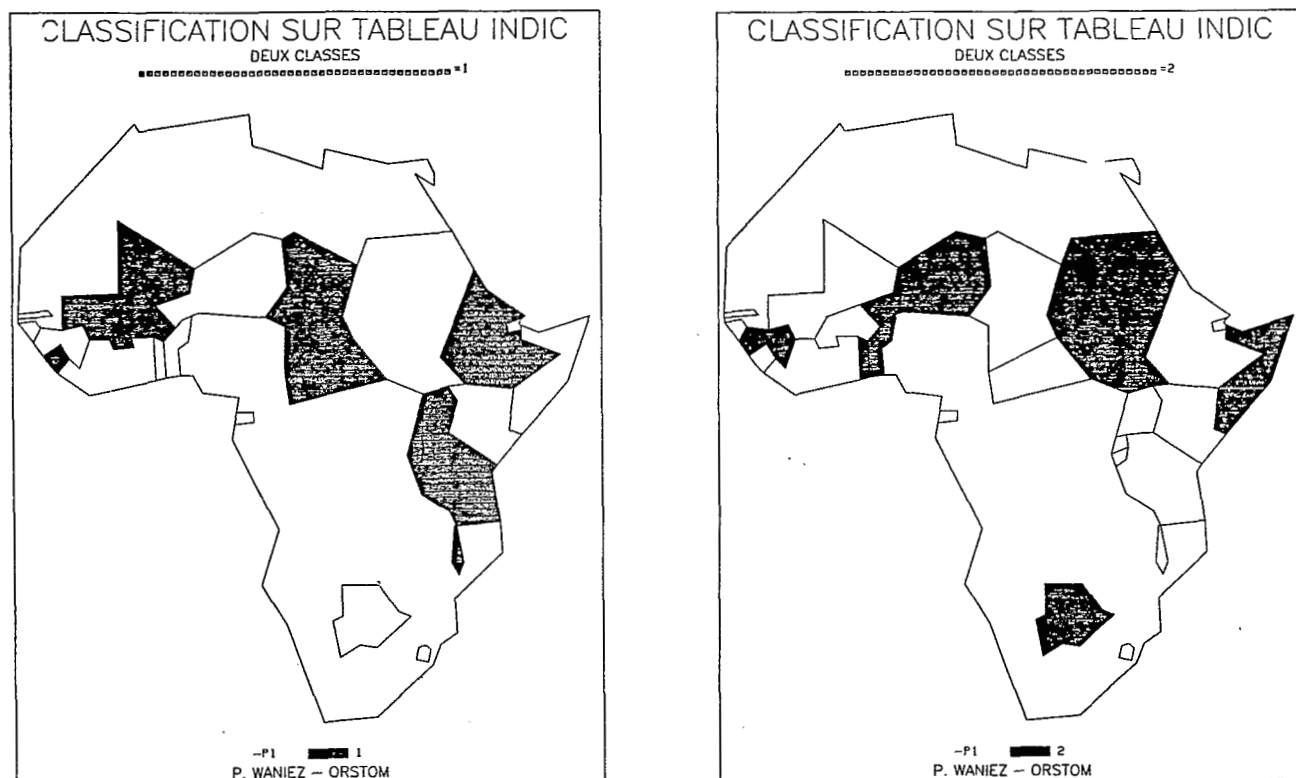 CLASSIFICATION SUR TABLEAU INDIC
DEUX CLASSES
=1
-P1 1
P. WANIEZ - ORSTOM
CLASSIFICATION SUR TABLEAU INDIC
DEUX CLASSES
=2
-P1 2
P. WANIEZ - ORSTOM